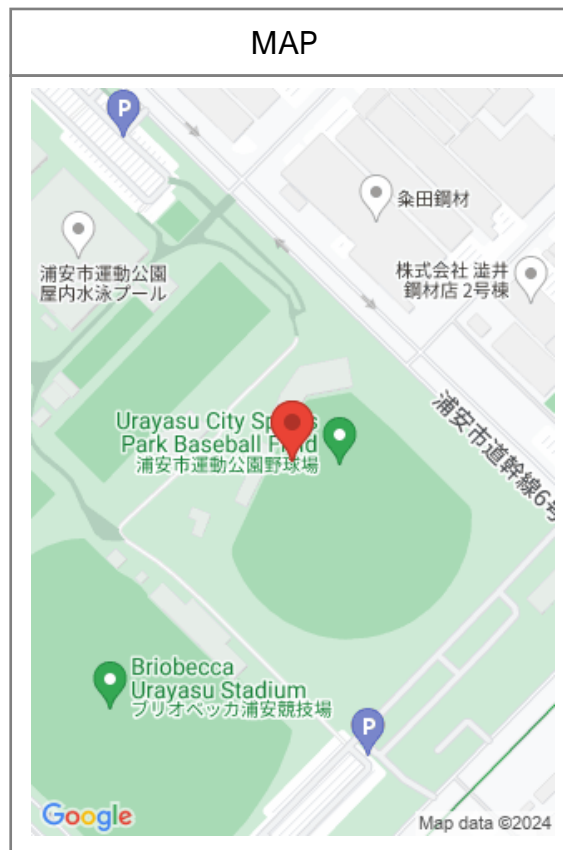 MAP
P
粂田鋼材
浦安市運動公園
屋内水泳プール
株式会社 澁井
鋼材店 2号棟
Urayasu City Sports
Park Baseball Field
浦安市運動公園野球場
浦安市道幹線6号
Briobecca
Urayasu Stadium
ブリオベッカ浦安競技場
P
Google
Map data ©2024